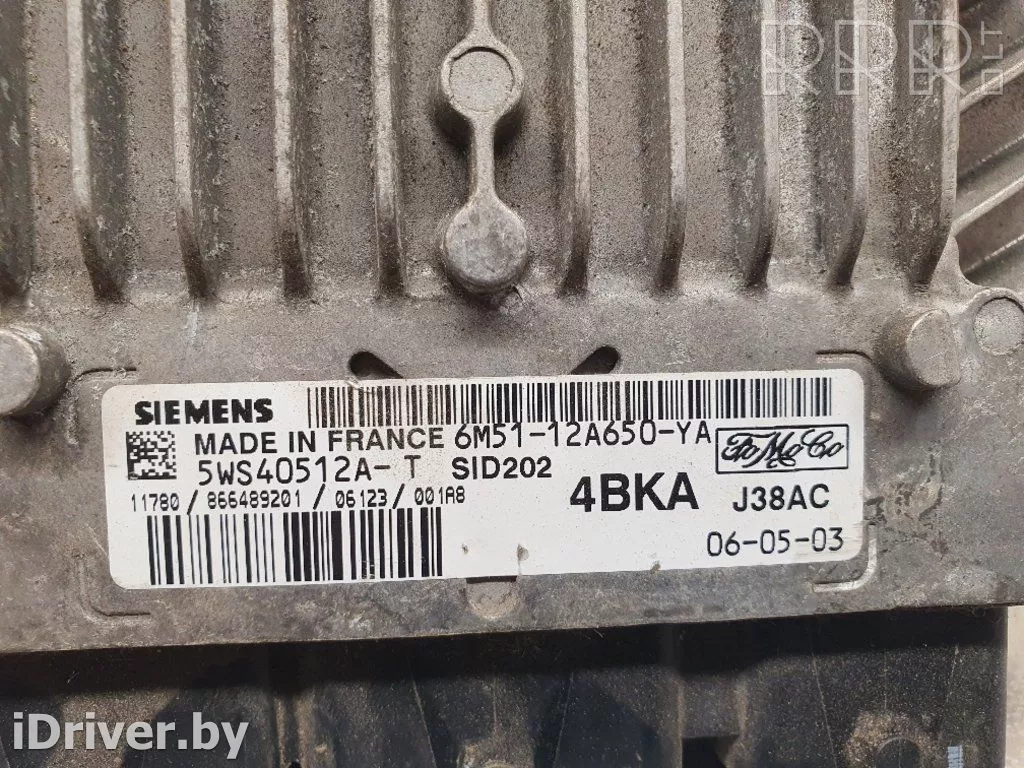 RRR.LT
SIEMENS
MADE IN FRANCE 6M51-12A650-YA
FoMoCo
5WS40512A-T SID202
11780/866489201/06123/001A8
4BKA J38AC
06-05-03
iDriver.by